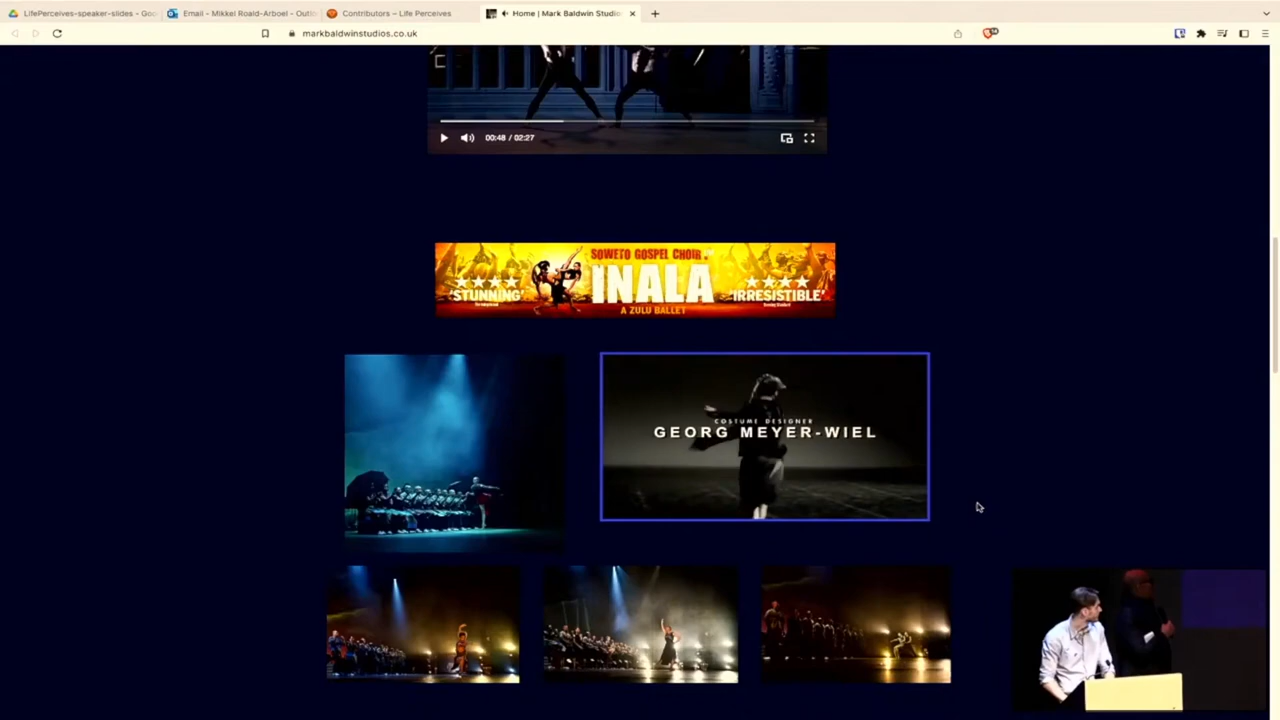 LifePerceives-speaker-slides - Goo
Email - Mikkel Roald-Arboel - Outl
Contributors – Life Perceives
Home | Mark Baldwin Studio
markbaldwinstudios.co.uk
00:48 / 02:27
SOWETO GOSPEL CHOIR
INALA
'STUNNING'
'IRRESISTIBLE'
A ZULU BALLET
COSTUME DESIGNER
GEORG MEYER-WIEL